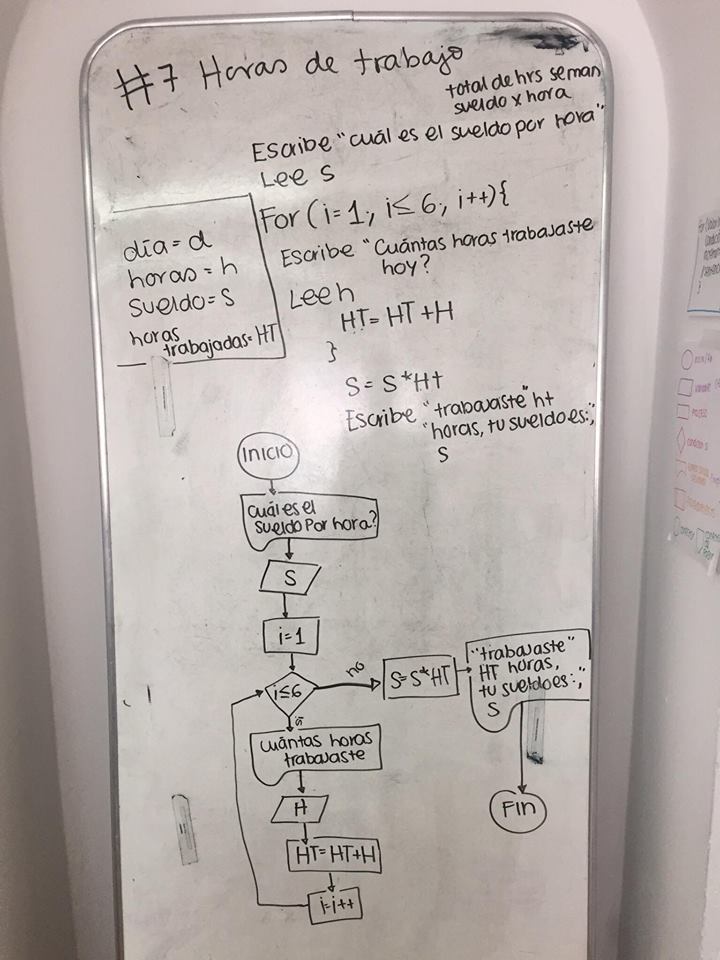 #7 Horas de trabajo
total de hrs seman
sueldo x hora
Escribe "cuál es el sueldo por hora"
Lee S
For (i=1; i≤6; i++){
Escribe "Cuántas horas trabajaste
hoy?
Lee h
HT= HT+H
}
S= S*Ht
Escribe "trabajaste" ht
"horas, tu sueldo es:",
S
día = d
horas = h
Sueldo = S
horas
trabajadas= HT
INICIO
Cuál es el
sueldo Por hora?
S
i=1
i≤6
no
S=S*HT
"trabajaste"
HT horas,
tu sueldo es:,
S
Fin
si
Cuántas horas
trabajaste
H
HT=HT+H
i=i++